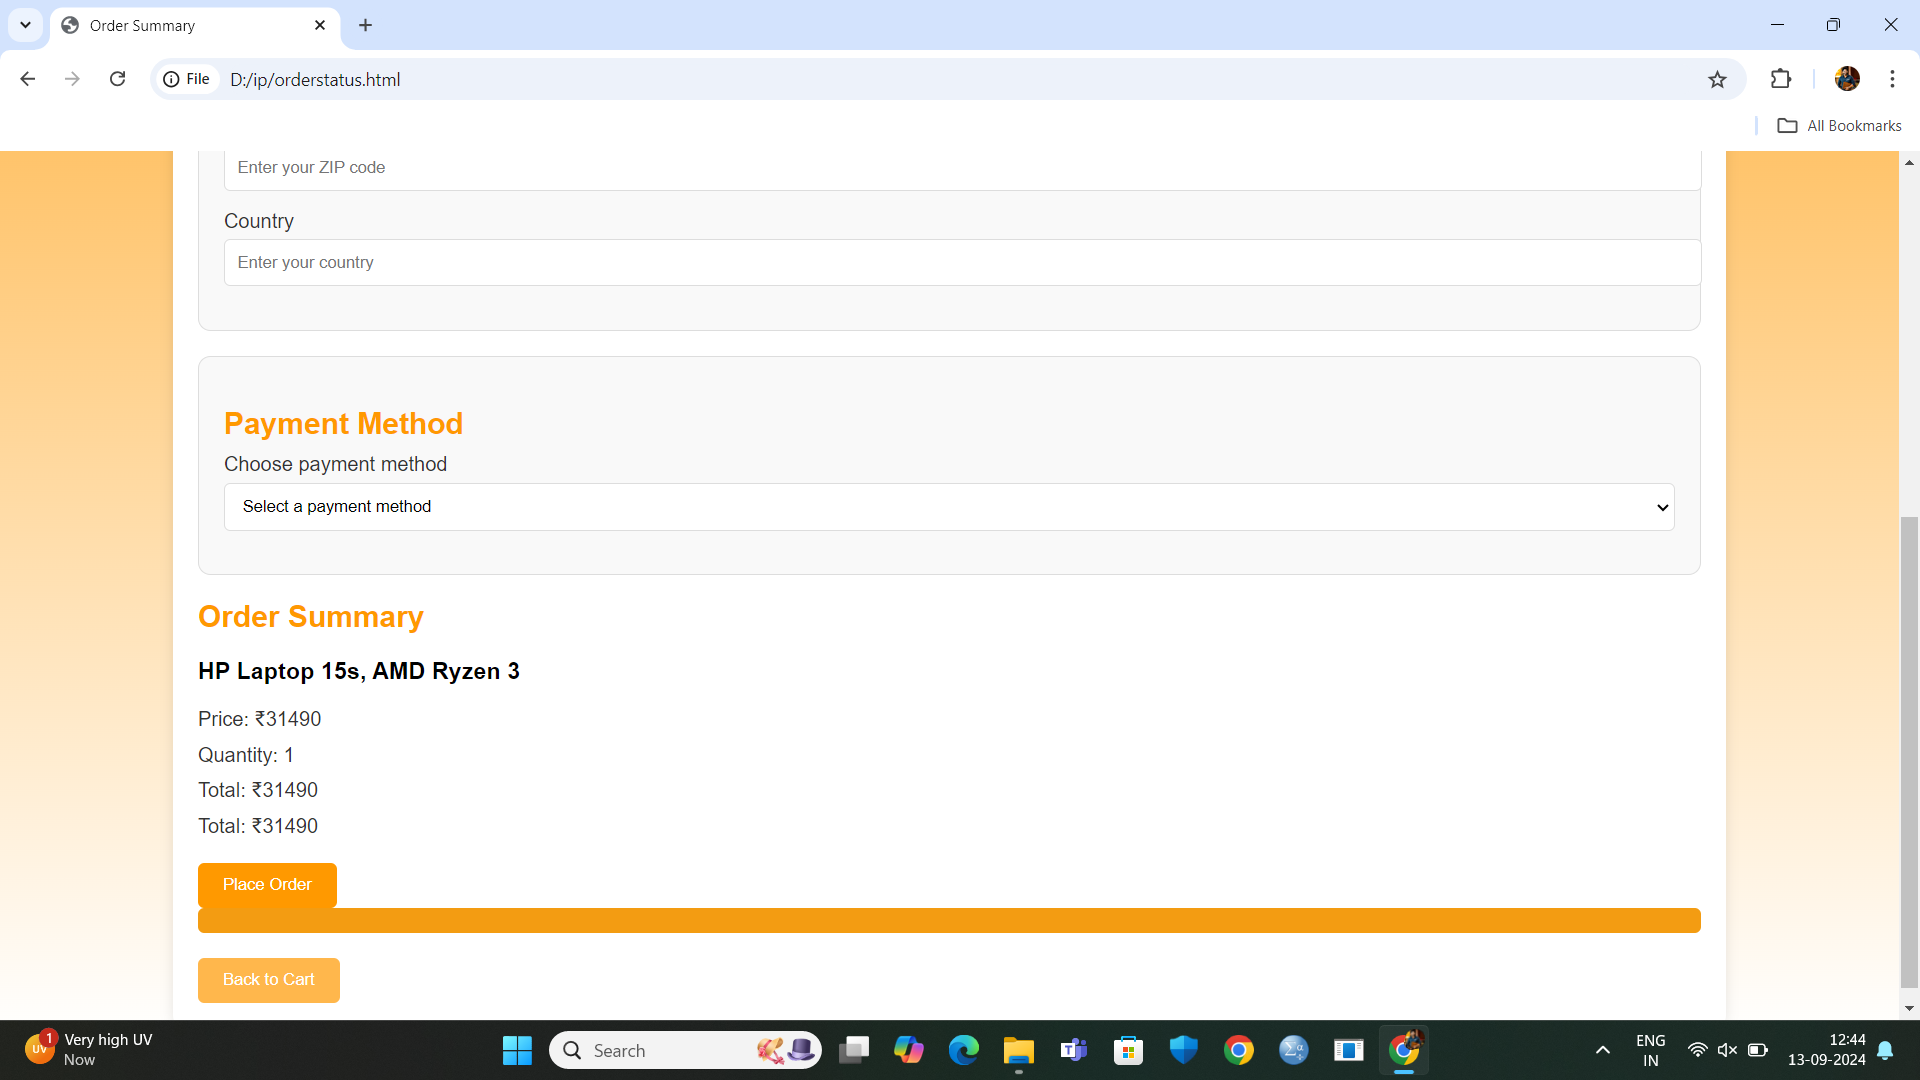 Order Summary
File
D:/ip/orderstatus.html
All Bookmarks
Enter your ZIP code
Country
Enter your country
Payment Method
Choose payment method
Select a payment method
Order Summary
HP Laptop 15s, AMD Ryzen 3
Price: ₹31490
Quantity: 1
Total: ₹31490
Total: ₹31490
Place Order
Back to Cart
UV
1
Very high UV
Now
Search
ENG
IN
12:44
13-09-2024